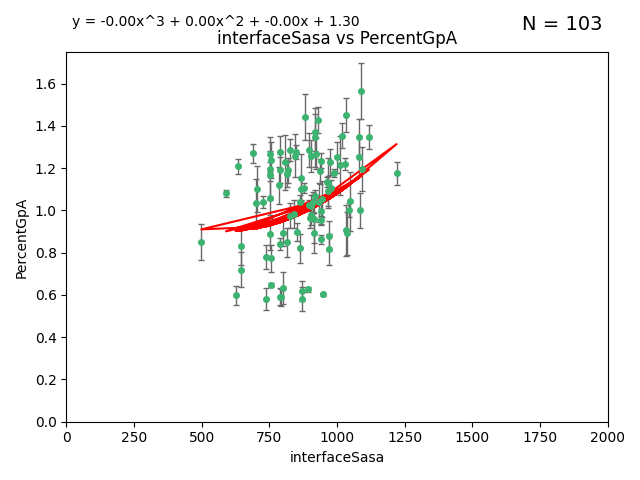 y = -0.00x^3 + 0.00x^2 + -0.00x + 1.30
N = 103
interfaceSasa vs PercentGpA
PercentGpA
1.6
1.4
1.2
1.0
0.8
0.6
0.4
0.2
0.0
0 250 500 750 1000 1250 1500 1750 2000
interfaceSasa